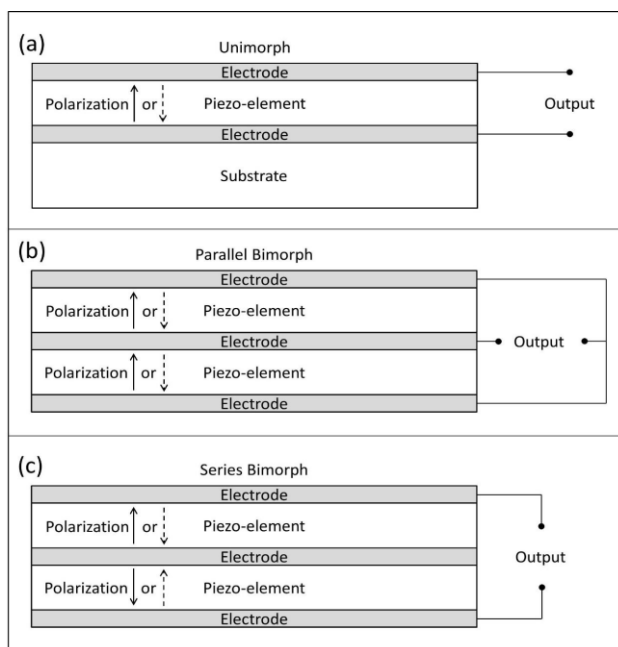 (a)
Unimorph
Electrode
Polarization or Piezo-element
Output
Electrode
Substrate
(b)
Parallel Bimorph
Electrode
Polarization or Piezo-element
Electrode
Output
Polarization or Piezo-element
Electrode
(c)
Series Bimorph
Electrode
Polarization or Piezo-element
Electrode
Output
Polarization or Piezo-element
Electrode